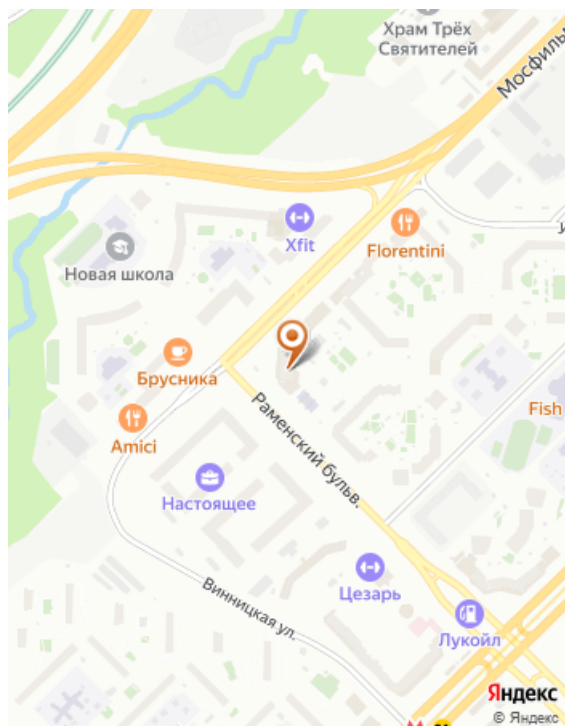 Храм Трёх
Святителей
Мосфиль
Xfit
Florentini
Новая школа
Брусника
Fish
Amici
Раменский бульв.
Настоящее
Цезарь
Винницкая ул.
Лукойл
Яндекс
© Яндекс